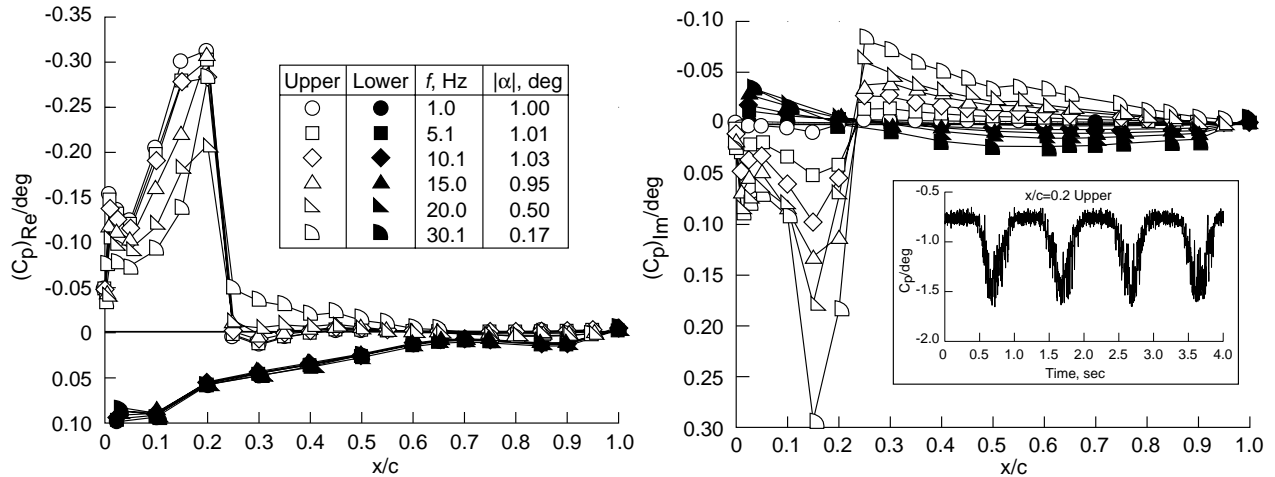 -0.35
-0.30
-0.25
-0.20
-0.15
-0.10
-0.05
0
0.05
0.10
(Cp)Re/deg
0 0.1 0.2 0.3 0.4 0.5 0.6 0.7 0.8 0.9 1.0
x/c
Upper Lower f, Hz |α|, deg
1.0 1.00
5.1 1.01
10.1 1.03
15.0 0.95
20.0 0.50
30.1 0.17
-0.10
-0.05
0
0.05
0.10
0.15
0.20
0.25
0.30
(Cp)Im/deg
0 0.1 0.2 0.3 0.4 0.5 0.6 0.7 0.8 0.9 1.0
x/c
x/c=0.2 Upper
-0.5
-1.0
-1.5
-2.0
Cp/deg
0 0.5 1.0 1.5 2.0 2.5 3.0 3.5 4.0
Time, sec